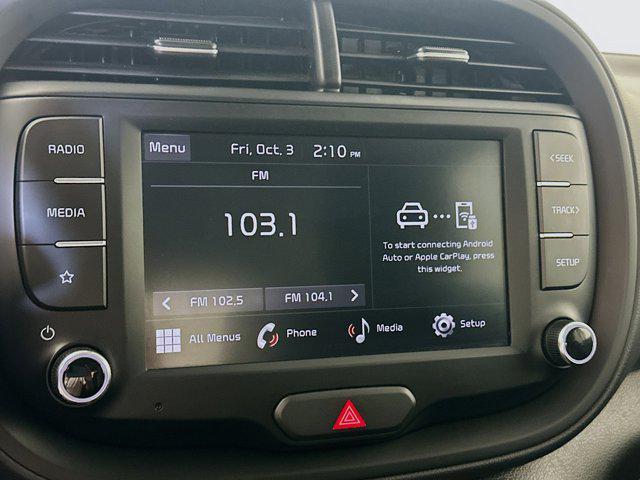 RADIO
MEDIA
Menu
Fri, Oct. 3 2:10 PM
FM
103.1
FM 102.5
FM 104.1
To start connecting Android
Auto or Apple CarPlay, press
this widget.
All Menus
Phone
Media
Setup
<SEEK
TRACK>
SETUP